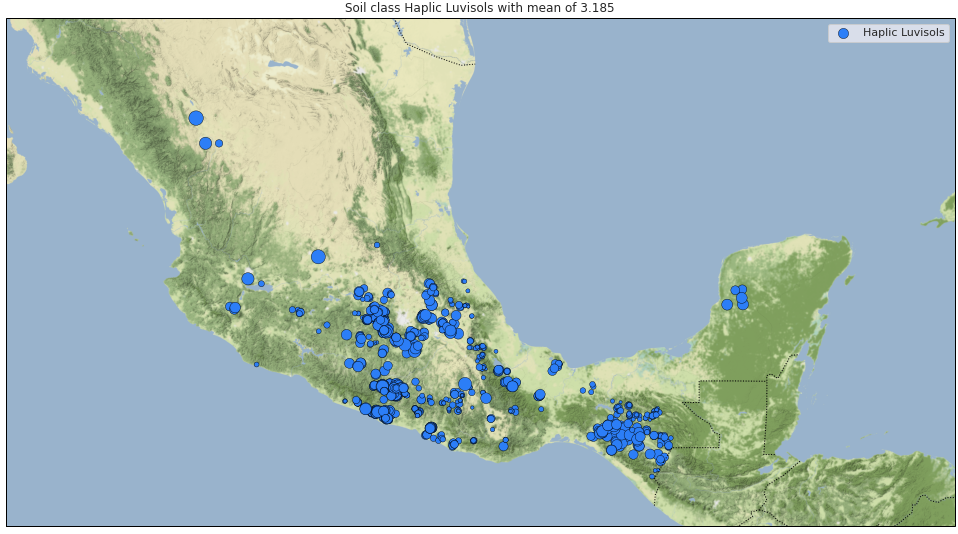 Soil class Haplic Luvisols with mean of 3.185
Haplic Luvisols